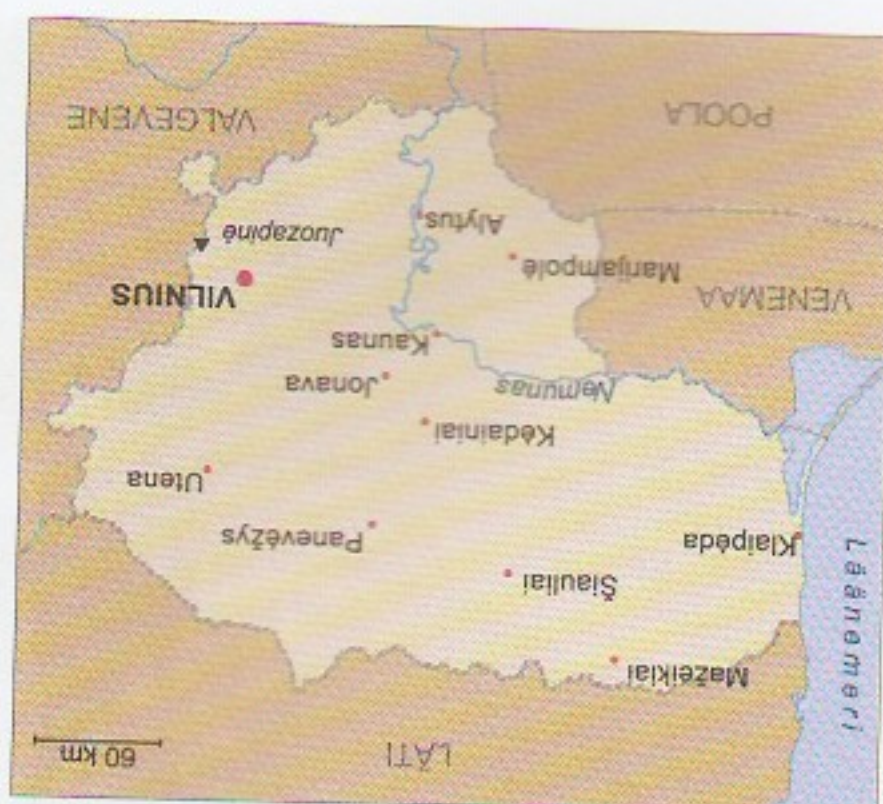 LÄTI
60 km
Mažeikiai
Šiauliai
Klaipėda
Läänemeri
Panevėžys
Utena
Kėdainiai
Nemunas
Jonava
Kaunas
VENEMAA
VILNIUS
Marijampolė
Juozapinė
Alytus
POOLA
VALGEVENE